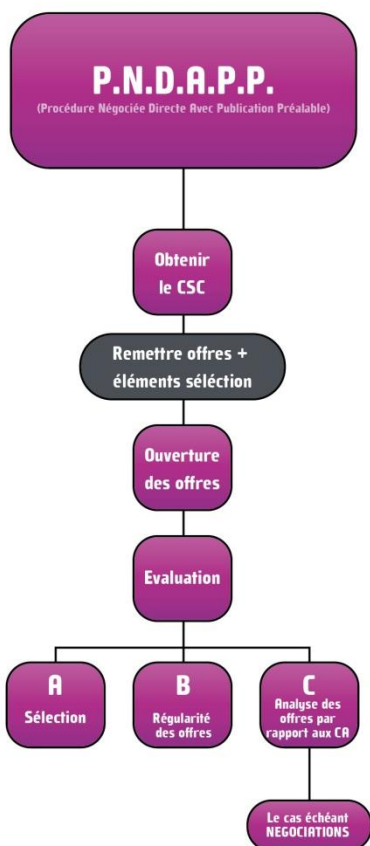 P.N.D.A.P.P.
(Procédure Négociée Directe Avec Publication Préalable)
Obtenir
le CSC
Remettre offres +
éléments séléction
Ouverture
des offres
Evaluation
A
Sélection
B
Régularité
des offres
C
Analyse des
offres par
rapport aux CA
Le cas échéant
NEGOCIATIONS